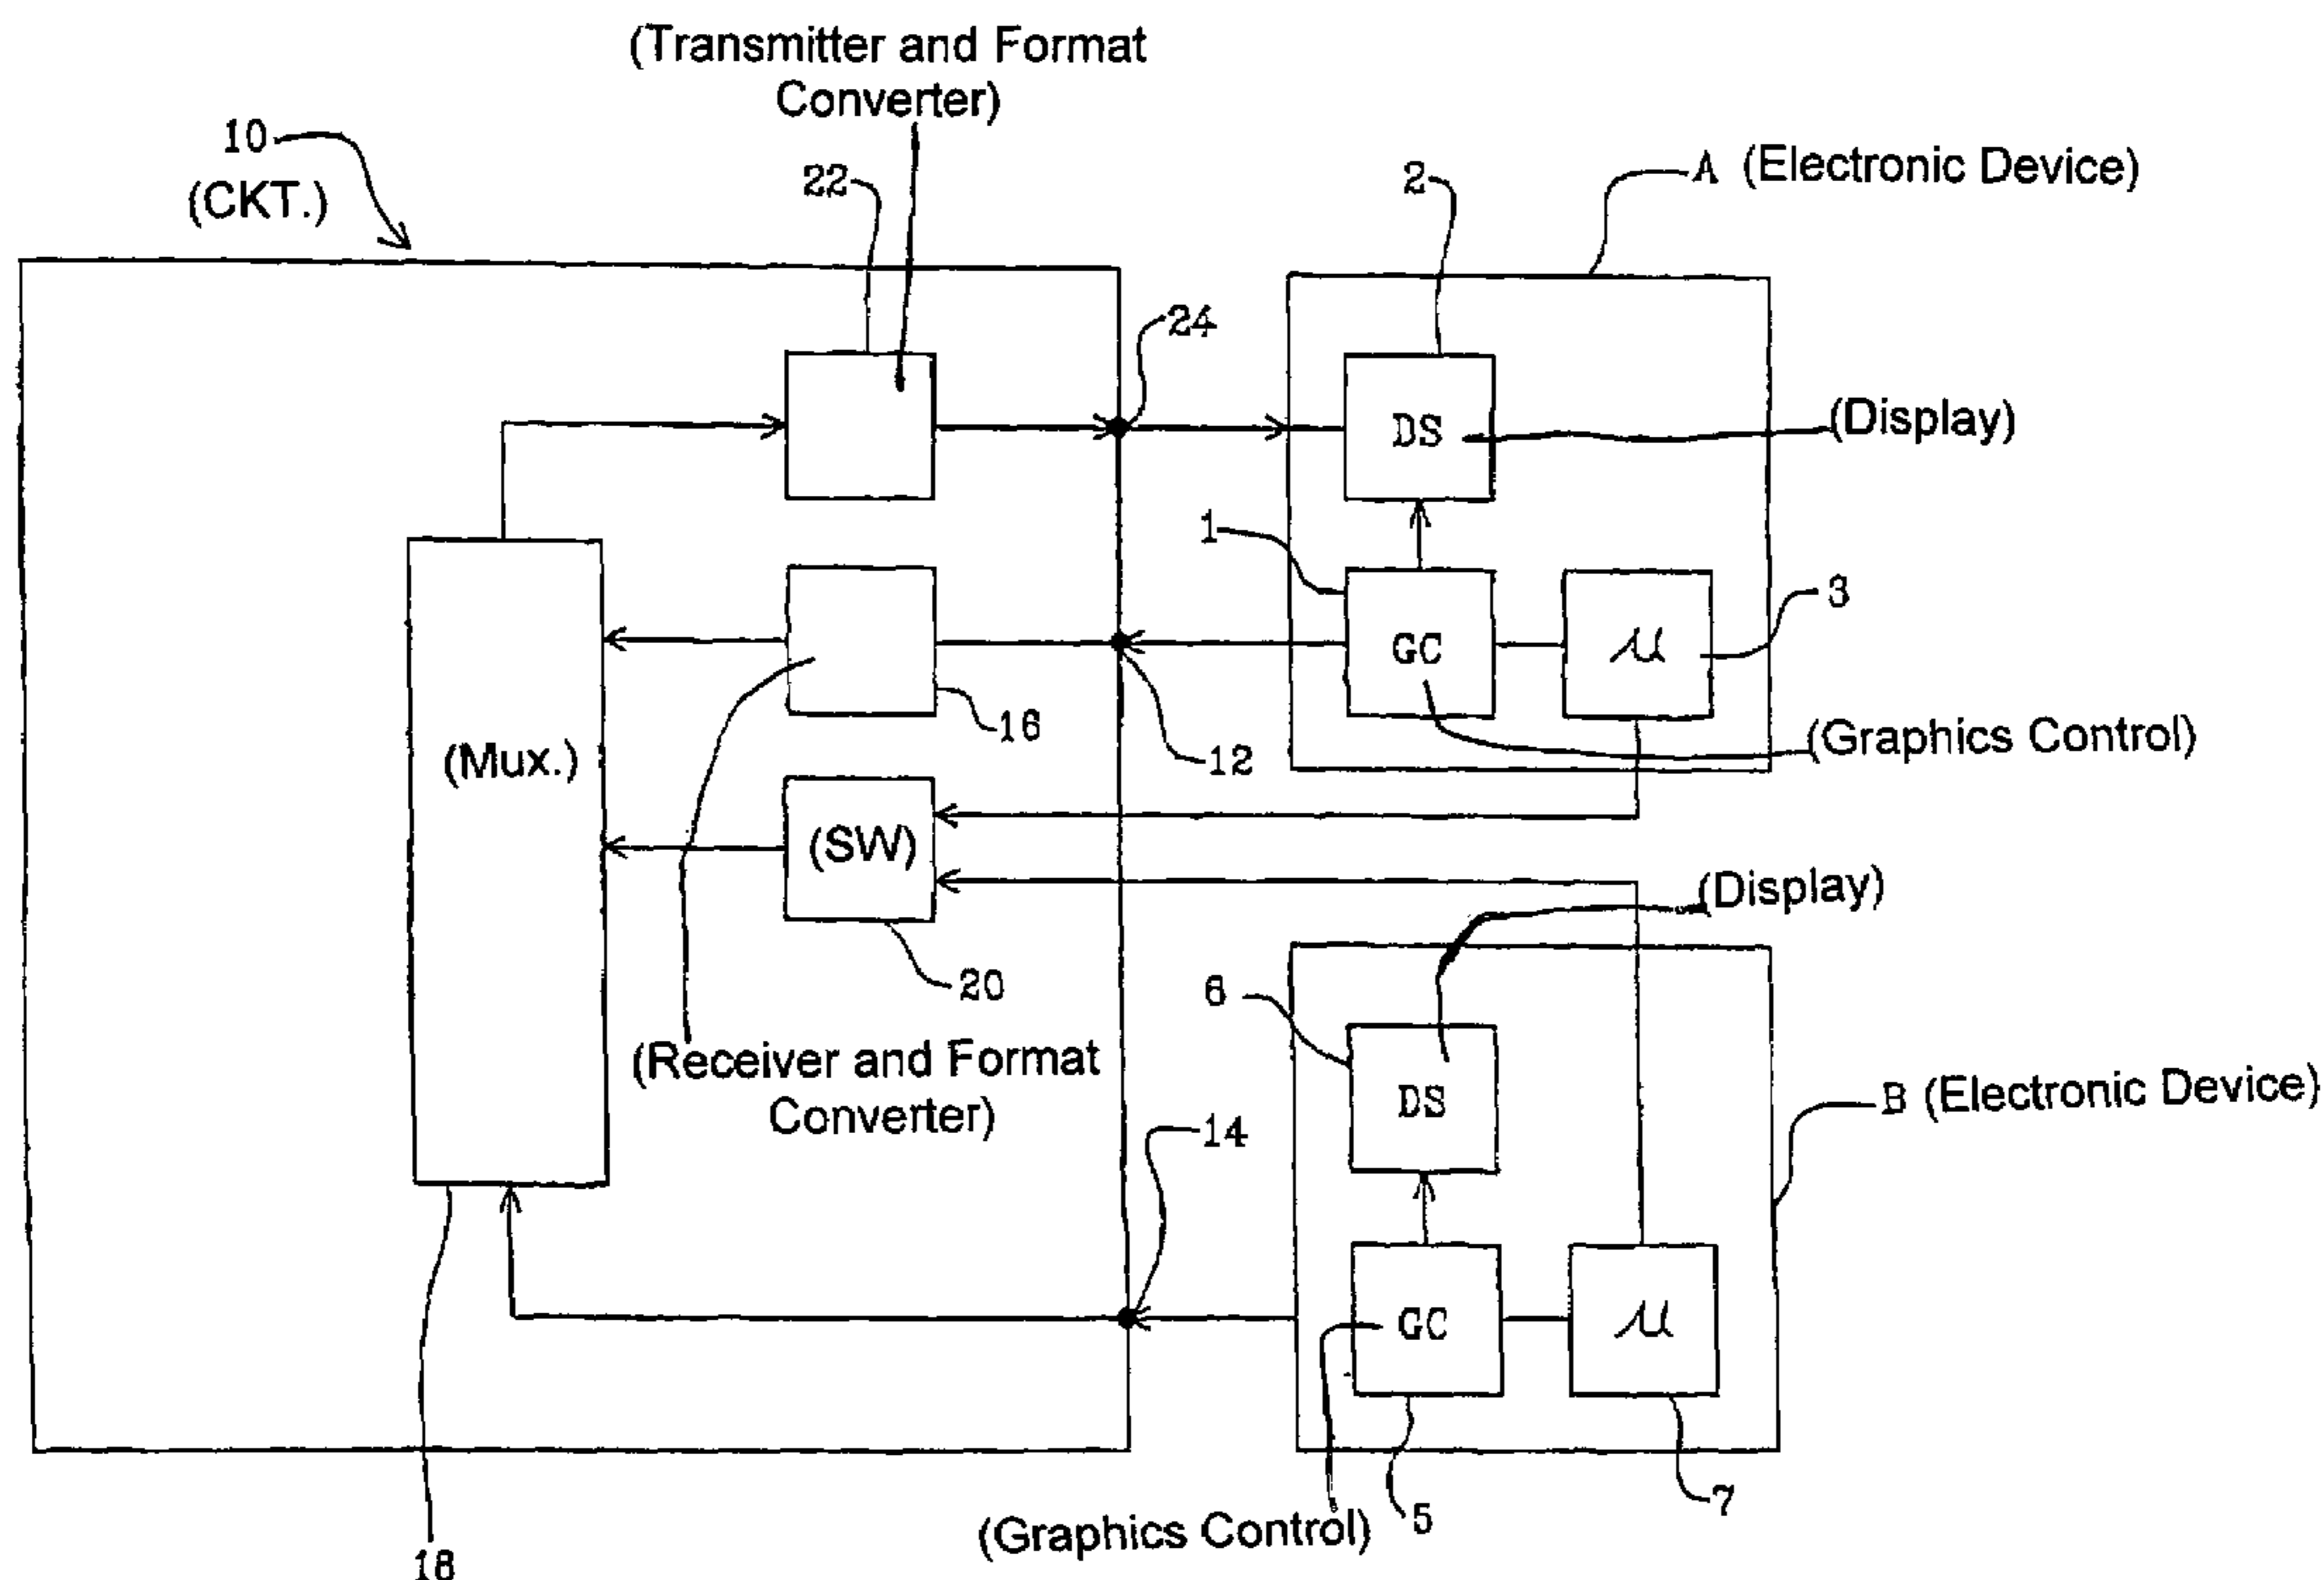 (Transmitter and Format
Converter)
10
(CKT.)
22
2
A (Electronic Device)
24
DS
(Display)
1
3
GC
μ
16
(Graphics Control)
(Mux.)
12
(SW)
(Display)
20
6
(Receiver and Format
Converter)
DS
B (Electronic Device)
14
GC
μ
7
(Graphics Control)
5
18